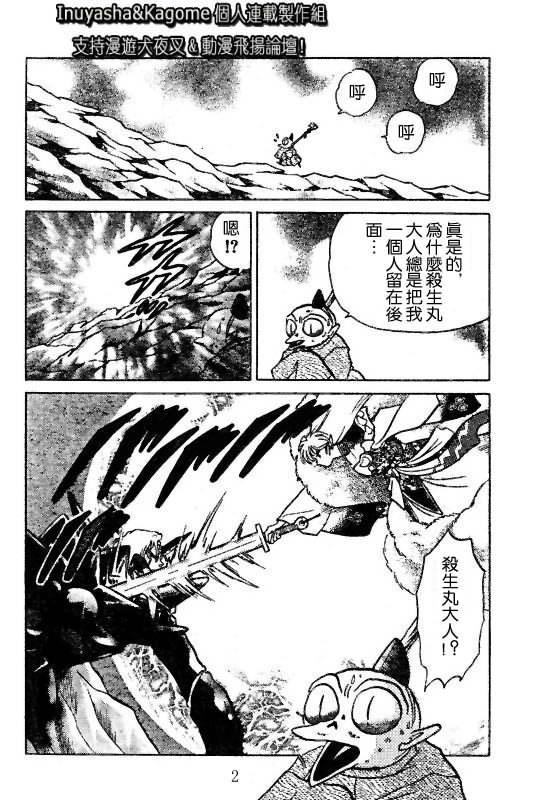 Inuyasha&Kagome 個人連載製作組
支持漫遊犬夜叉 & 動漫飛揚論壇!
呼
呼
呼
眞是的,
爲什麼殺生丸
大人總是把我
一個人留在後
面…
嗯
!?
殺生丸大人!?
2